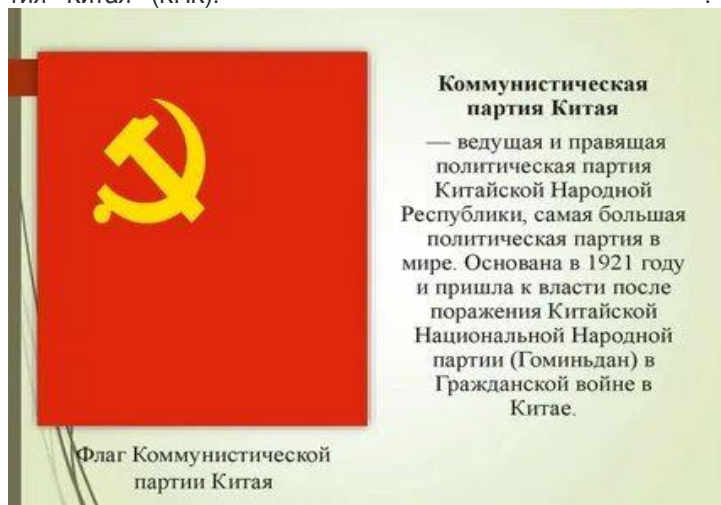 Коммунистическая
партия Китая
— ведущая и правящая
политическая партия
Китайской Народной
Республики, самая большая
политическая партия в
мире. Основана в 1921 году
и пришла к власти после
поражения Китайской
Национальной Народной
партии (Гоминьдан) в
Гражданской войне в
Китае.
Флаг Коммунистической
партии Китая